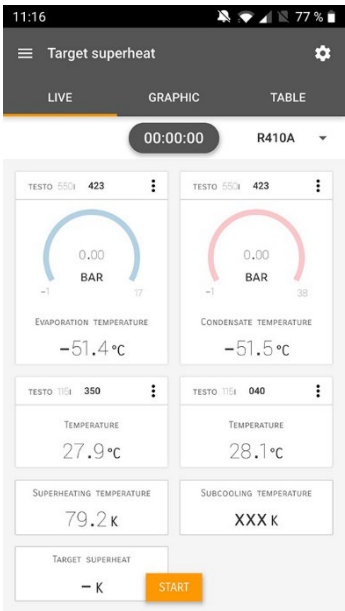 11:16 77 %
Target superheat
LIVE GRAPHIC TABLE
00:00:00 R410A
TESTO 550I 423 TESTO 550I 423
0.00 0.00
BAR BAR
-1 17 -1 38
EVAPORATION TEMPERATURE CONDENSATE TEMPERATURE
-51.4 °C -51.5 °C
TESTO 115I 350 TESTO 115I 040
TEMPERATURE TEMPERATURE
27.9 °C 28.1 °C
SUPERHEATING TEMPERATURE SUBCOOLING TEMPERATURE
79.2 K XXX K
TARGET SUPERHEAT
– K START